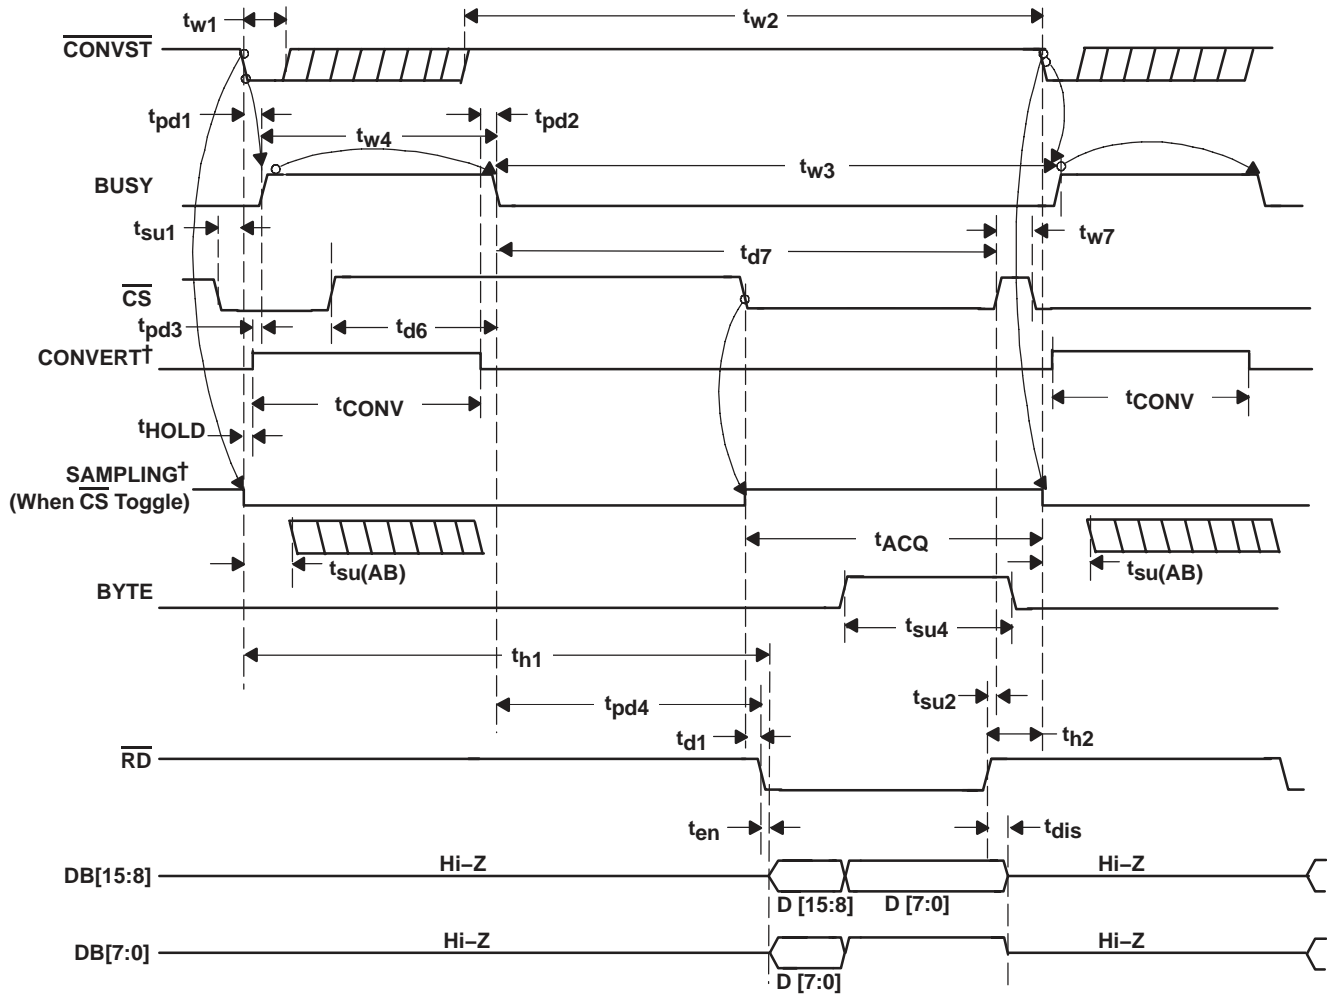 tw1
tw2
CONVST
tpd1
tw4
tpd2
tw3
BUSY
tsu1
tw7
td7
CS
tpd3
td6
CONVERT†
tCONV
tCONV
tHOLD
SAMPLING†
(When CS Toggle)
tACQ
tsu(AB)
tsu(AB)
BYTE
tsu4
th1
tsu2
tpd4
td1
th2
RD
ten
tdis
Hi–Z
Hi–Z
DB[15:8]
D [15:8]
D [7:0]
Hi–Z
Hi–Z
DB[7:0]
D [7:0]